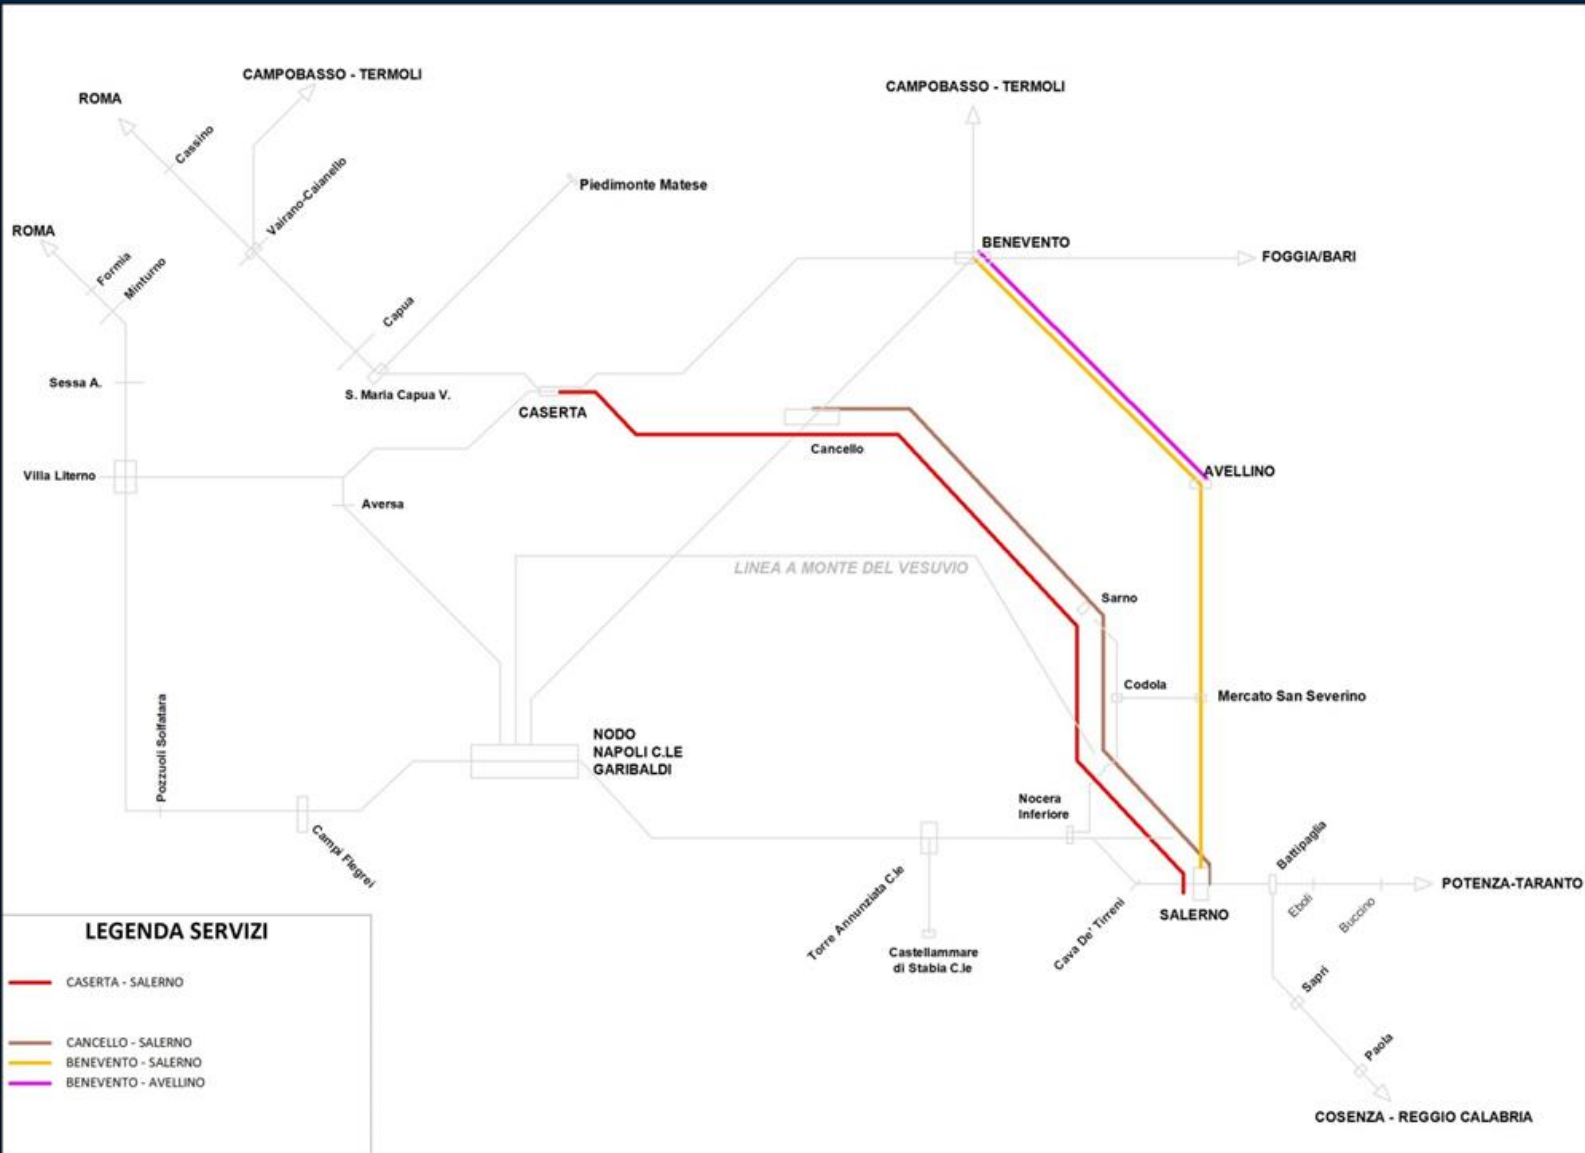 CAMPOBASSO - TERMOLI
ROMA
CAMPOBASSO - TERMOLI
Cassino
Vairano-Caianello
Piedimonte Matese
ROMA
Formia
Minturno
BENEVENTO
FOGGIA/BARI
Capua
Sessa A.
S. Maria Capua V.
CASERTA
Cancello
Villa Literno
AVELLINO
Aversa
LINEA A MONTE DEL VESUVIO
Sarno
Codola
Mercato San Severino
Pozzuoli Solfatara
NODO
NAPOLI C.LE
GARIBALDI
Nocera
Inferiore
Campi Flegrei
Battipaglia
Torre Annunziata C.le
Cava De' Tirreni
SALERNO
Eboli
Buccino
POTENZA-TARANTO
Castellammare
di Stabia C.le
Sapri
Paola
COSENZA - REGGIO CALABRIA
LEGENDA SERVIZI
CASERTA - SALERNO
CANCELLO - SALERNO
BENEVENTO - SALERNO
BENEVENTO - AVELLINO